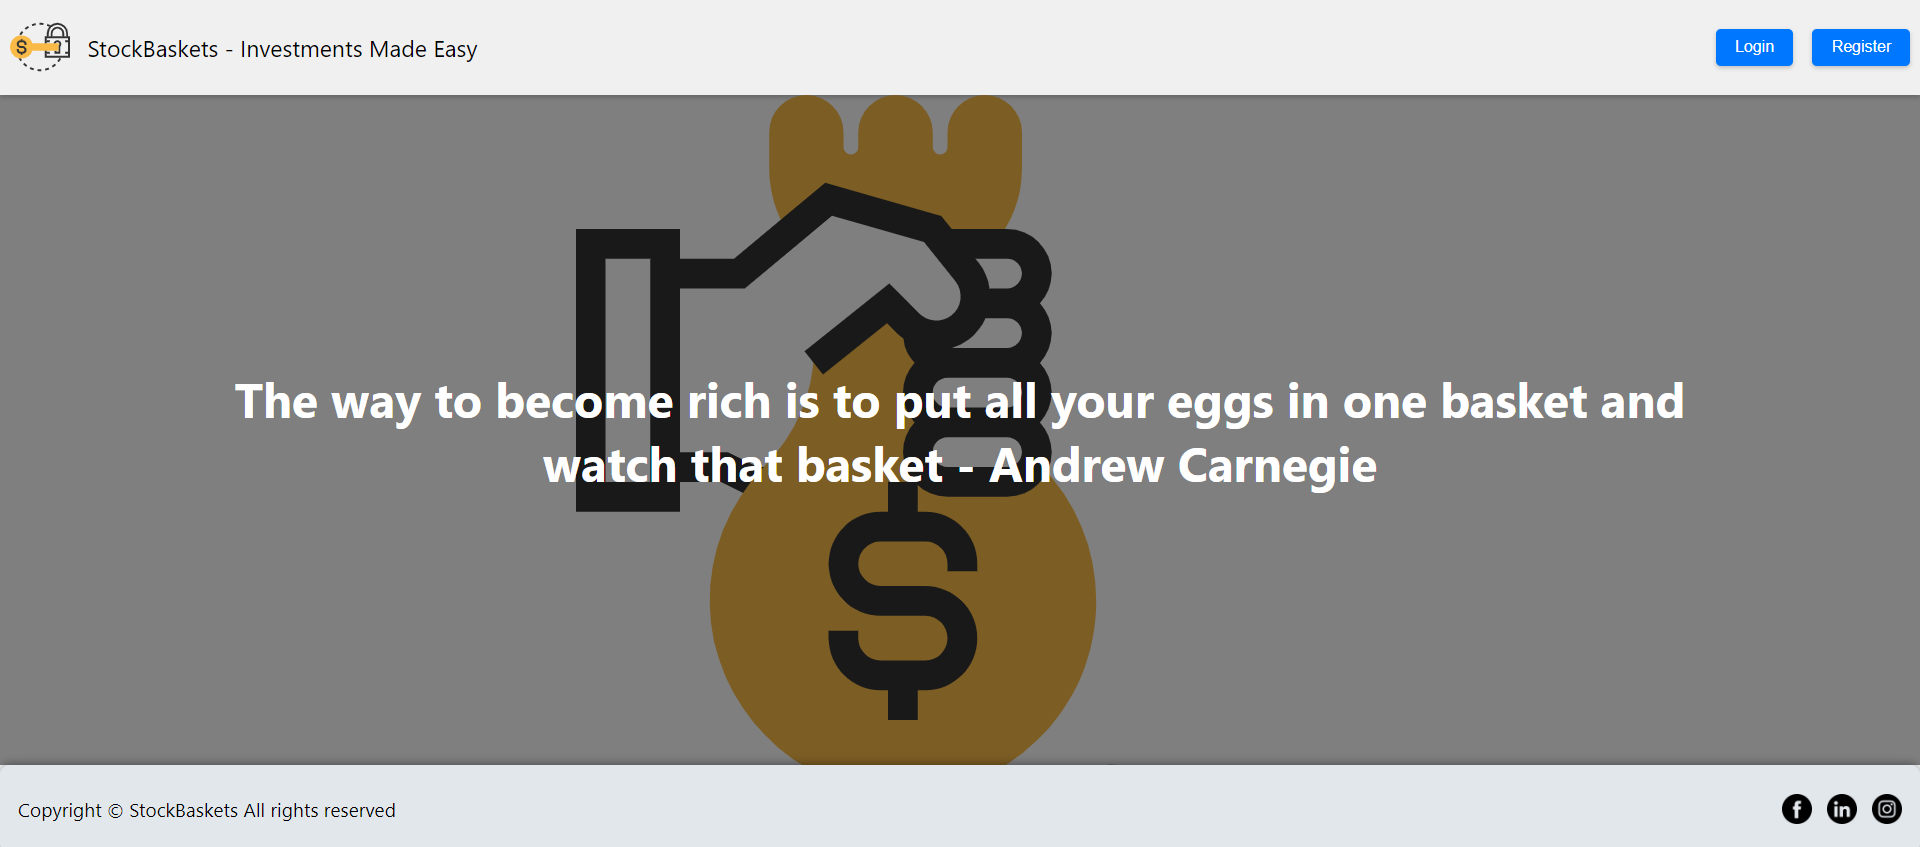 StockBaskets - Investments Made Easy
Login
Register
The way to become rich is to put all your eggs in one basket and
watch that basket - Andrew Carnegie
$
Copyright © StockBaskets All rights reserved